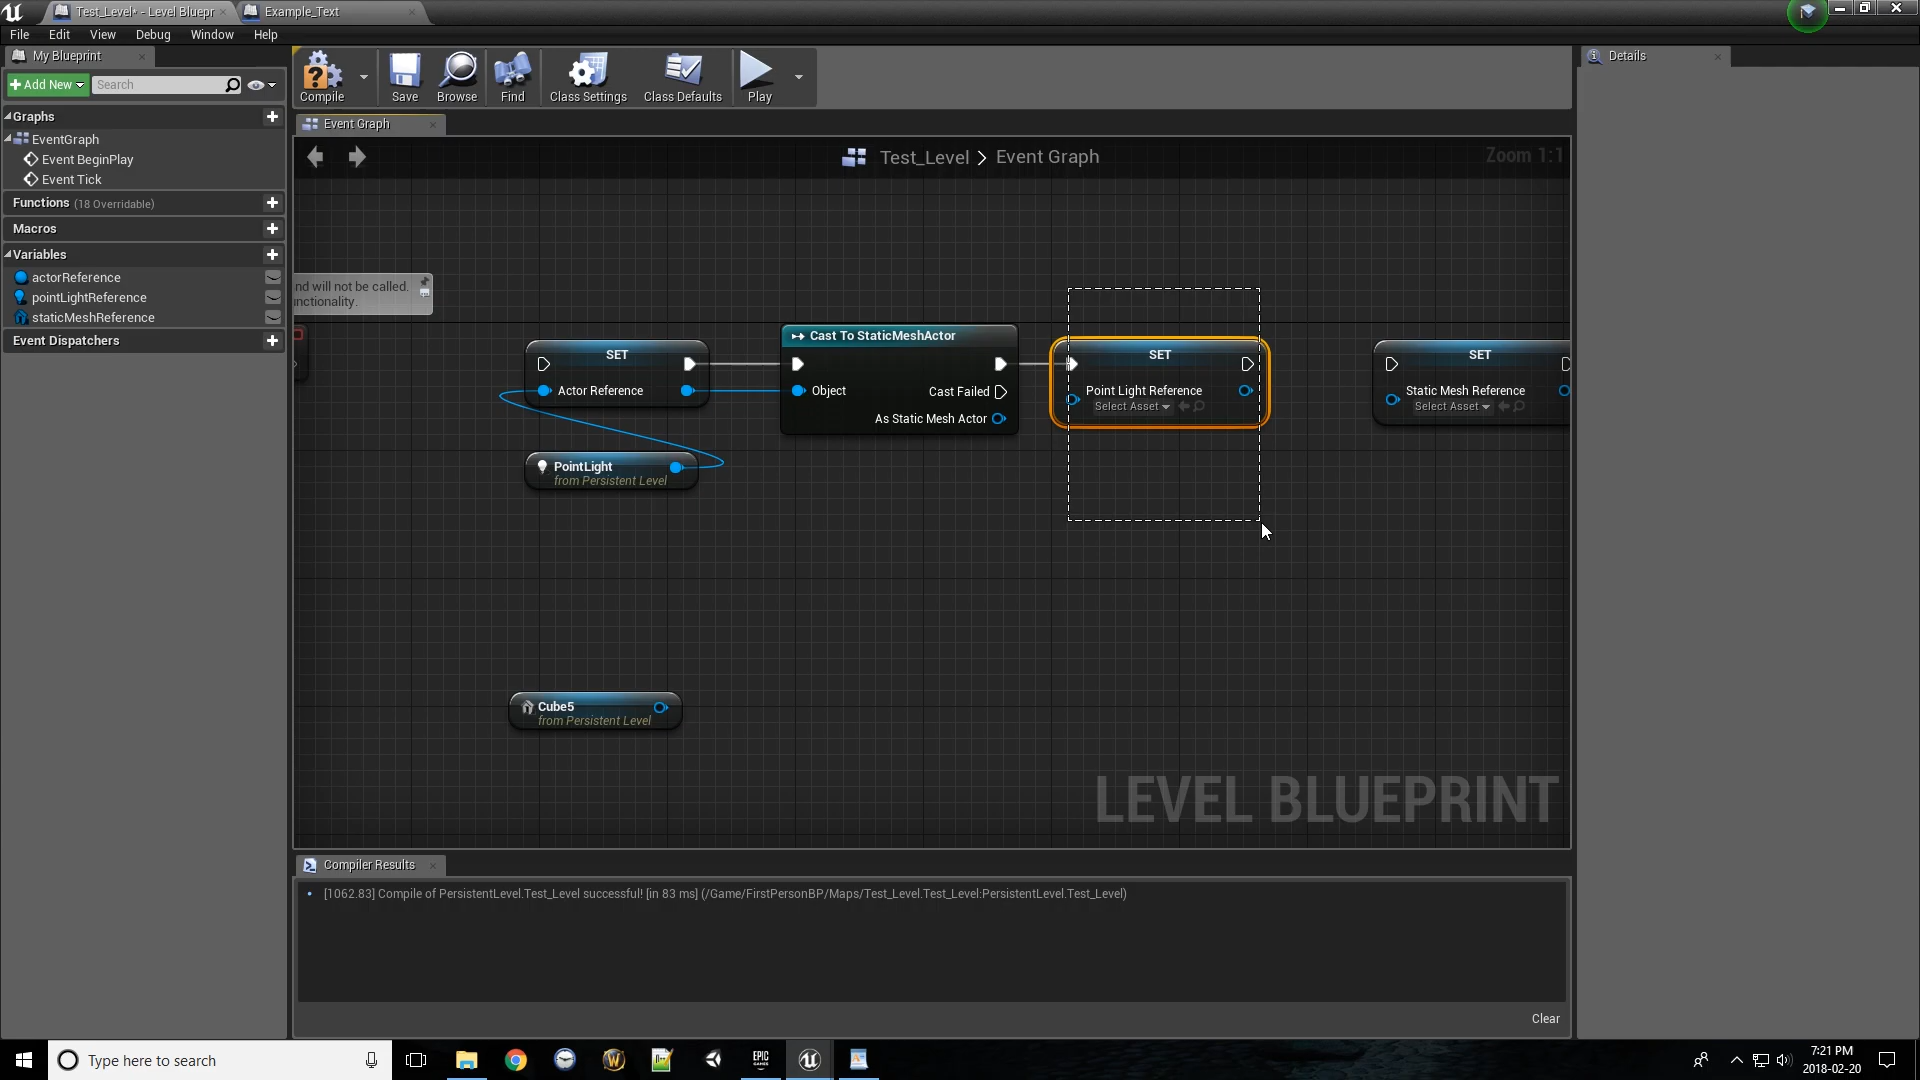 Test_Level• - Level Bluepr
Example_Text
File Edit View Debug Window Help
My Blueprint
Add New
Search
Compile
Save
Browse
Find
Class Settings
Class Defaults
Play
Details
Graphs
EventGraph
Event BeginPlay
Event Tick
Functions (18 Overridable)
Macros
Variables
actorReference
pointLightReference
staticMeshReference
Event Dispatchers
Event Graph
Test_Level > Event Graph
Zoom 1:1
nd will not be called.
unctionality.
SET
Actor Reference
Cast To StaticMeshActor
Object
Cast Failed
As Static Mesh Actor
SET
Point Light Reference
Select Asset
SET
Static Mesh Reference
Select Asset
PointLight
from Persistent Level
Cube5
from Persistent Level
LEVEL BLUEPRINT
Compiler Results
[1062.83] Compile of PersistentLevel.Test_Level successful! [in 83 ms] (/Game/FirstPersonBP/Maps/Test_Level.Test_Level:PersistentLevel.Test_Level)
Clear
Type here to search
EPIC
GAMES
7:21 PM
2018-02-20